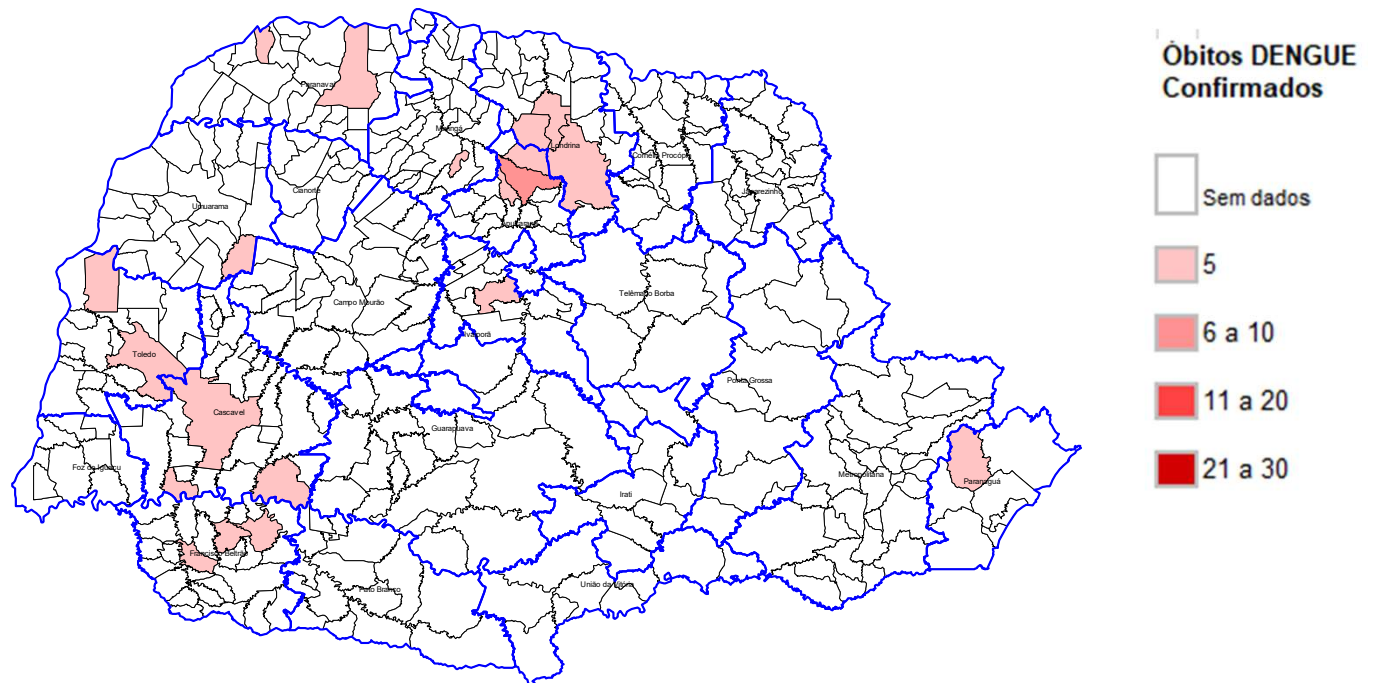 Óbitos DENGUE
Confirmados
Sem dados
5
6 a 10
11 a 20
21 a 30
Paranavaí
Maringá
Londrina
Cornélio Procópio
Jacarezinho
Cianorte
Umuarama
Apucarana
Campo Mourão
Telêmaco Borba
Ivaiporã
Toledo
Ponta Grossa
Cascavel
Guarapuava
Foz do Iguaçu
Metropolitana
Paranaguá
Irati
Francisco Beltrão
Pato Branco
União da Vitória